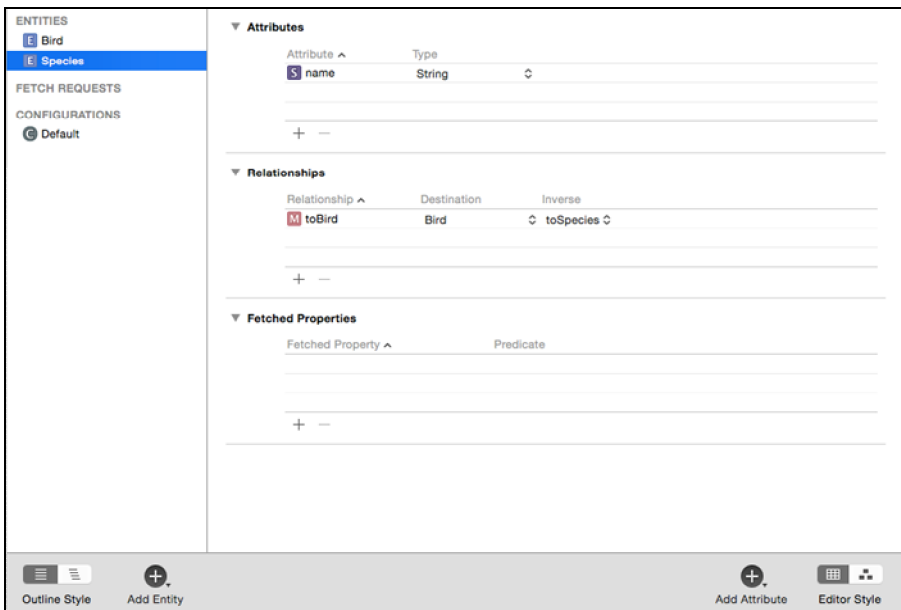 ENTITIES
E Bird
E Species
FETCH REQUESTS
CONFIGURATIONS
C Default
Attributes
Attribute Type
S name String
Relationships
Relationship Destination Inverse
M toBird Bird toSpecies
Fetched Properties
Fetched Property Predicate
Outline Style Add Entity Add Attribute Editor Style